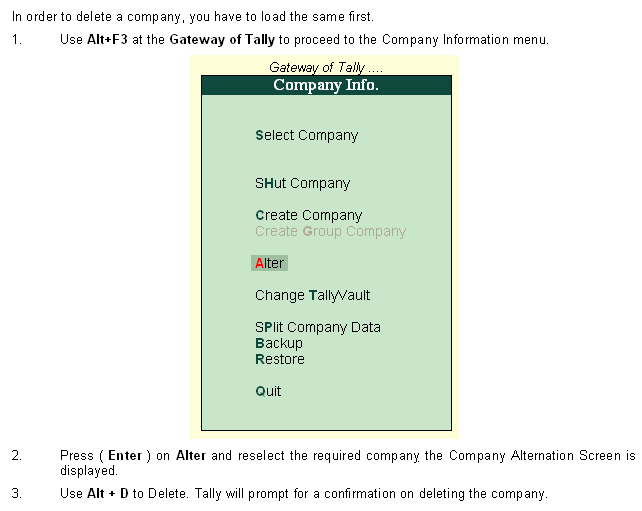 In order to delete a company, you have to load the same first.
1. Use Alt+F3 at the Gateway of Tally to proceed to the Company Information menu.
Gateway of Tally ....
Company Info.
Select Company
SHut Company
Create Company
Create Group Company
Alter
Change TallyVault
SPlit Company Data
Backup
Restore
Quit
2. Press ( Enter ) on Alter and reselect the required company, the Company Alternation Screen is
displayed.
3. Use Alt + D to Delete. Tally will prompt for a confirmation on deleting the company.